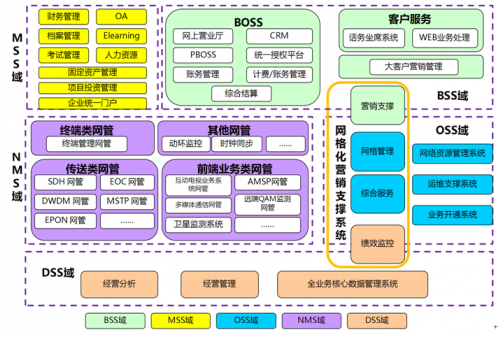 MSS域
财务管理
OA
档案管理
Elearning
考试管理
人力资源
固定资产管理
项目投资管理
企业统一门户
BOSS
网上营业厅
CRM
PBOSS
统一授权平台
账务管理
计费/账务管理
综合结算
客户服务
话务坐席系统
WEB业务处理
大客户营销管理
BSS域
NMS域
终端类网管
终端管理网管
其他网管
动环监控
时钟同步
……
传送类网管
SDH 网管
EOC 网管
DWDM 网管
MSTP 网管
EPON 网管
……
前端业务类网管
互动电视业务系统网管
AMSP网管
多媒体通信网管
远端QAM监测网管
卫星监测系统
……
网格化营销支撑系统
营销支撑
网格管理
综合服务
绩效监控
OSS域
网络资源管理系统
运维支撑系统
业务开通系统
DSS域
经营分析
经营管理
全业务核心数据管理系统
BSS域
MSS域
OSS域
NMS域
DSS域